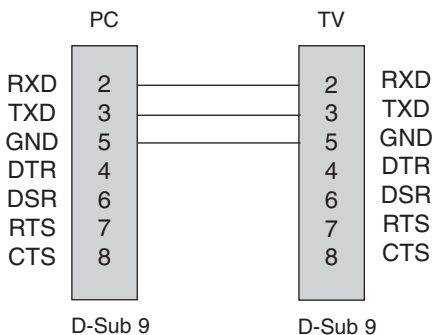 PC TV
RXD 2 2 RXD
TXD 3 3 TXD
GND 5 5 GND
DTR 4 4 DTR
DSR 6 6 DSR
RTS 7 7 RTS
CTS 8 8 CTS
D-Sub 9 D-Sub 9